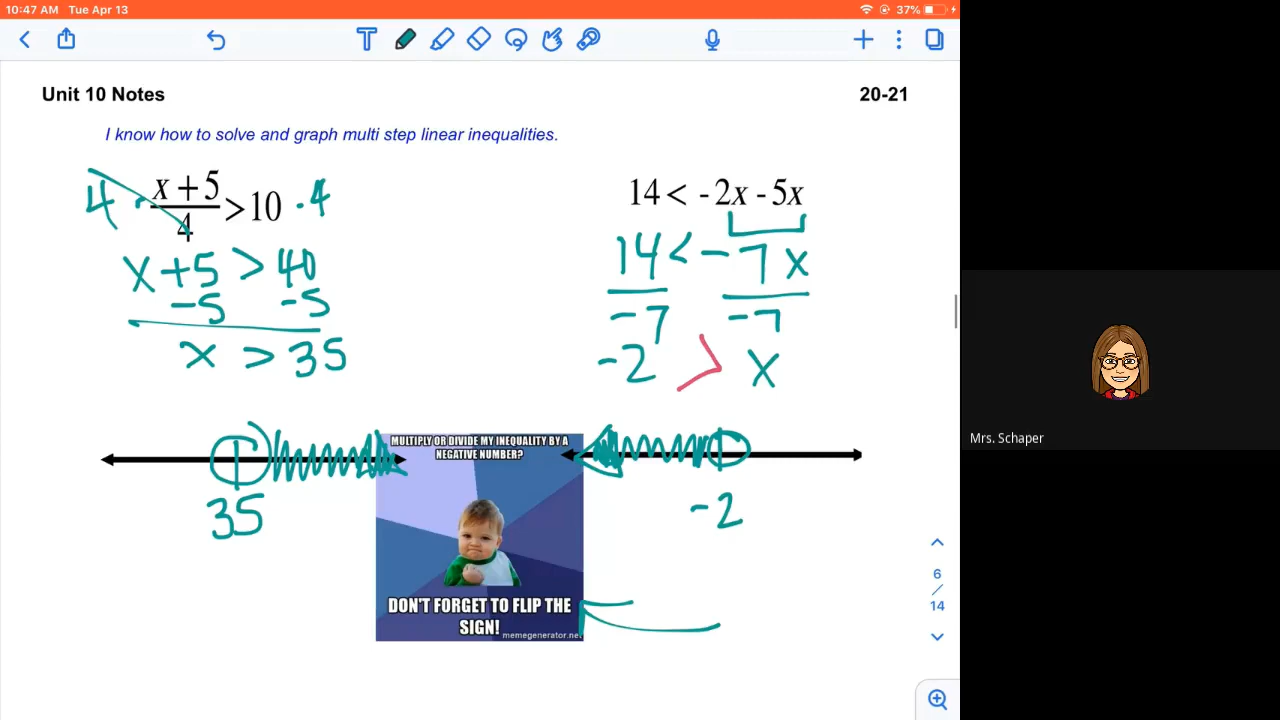 10:47 AM Tue Apr 13
37%
Unit 10 Notes
20-21
I know how to solve and graph multi step linear inequalities.
4 · x + 5 / 4 > 10 · 4
x + 5 > 40
-5 -5
x > 35
35
14 < - 2x - 5x
14 < -7x
-7 -7
-2 > x
-2
MULTIPLY OR DIVIDE MY INEQUALITY BY A
NEGATIVE NUMBER?
DON'T FORGET TO FLIP THE
SIGN!
memegenerator.net
6
/
14
Mrs. Schaper